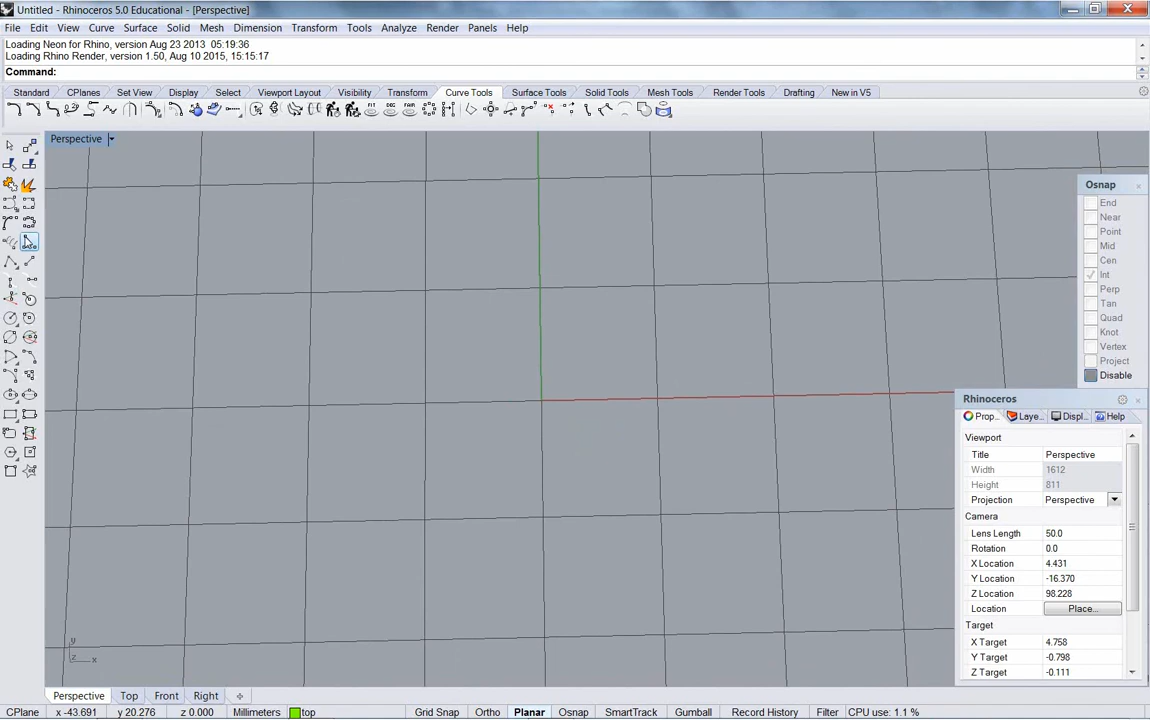 Untitled - Rhinoceros 5.0 Educational - [Perspective]
File Edit View Curve Surface Solid Mesh Dimension Transform Tools Analyze Render Panels Help
Loading Neon for Rhino, version Aug 23 2013 05:19:36
Loading Rhino Render, version 1.50, Aug 10 2015, 15:15:17
Command:
Standard CPlanes Set View Display Select Viewport Layout Visibility Transform Curve Tools Surface Tools Solid Tools Mesh Tools Render Tools Drafting New in V5
Perspective
Osnap
End
Near
Point
Mid
Cen
Int
Perp
Tan
Quad
Knot
Vertex
Project
Disable
Rhinoceros
Prop... Laye... Displ... Help
Viewport
Title Perspective
Width 1612
Height 811
Projection Perspective
Camera
Lens Length 50.0
Rotation 0.0
X Location 4.431
Y Location -16.370
Z Location 98.228
Location Place...
Target
X Target 4.758
Y Target -0.798
Z Target -0.111
y
z x
Perspective Top Front Right
CPlane x -43.691 y 20.276 z 0.000 Millimeters top Grid Snap Ortho Planar Osnap SmartTrack Gumball Record History Filter CPU use: 1.1 %